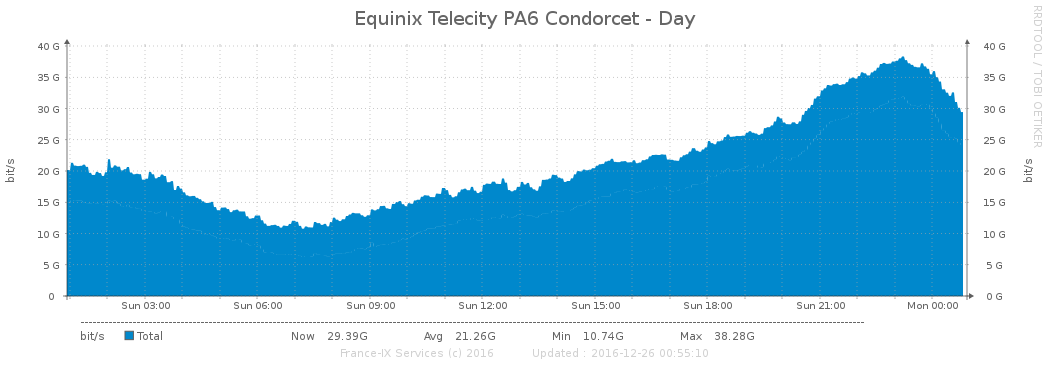 Equinix Telecity PA6 Condorcet - Day
RRDTOOL / TOBI OETIKER
40 G 40 G
35 G 35 G
30 G 30 G
25 G 25 G
20 G 20 G
15 G 15 G
10 G 10 G
5 G 5 G
0 0 G
bit/s
bit/s
Sun 03:00 Sun 06:00 Sun 09:00 Sun 12:00 Sun 15:00 Sun 18:00 Sun 21:00 Mon 00:00
bit/s Total Now 29.39G Avg 21.26G Min 10.74G Max 38.28G
France-IX Services (c) 2016 Updated : 2016-12-26 00:55:10